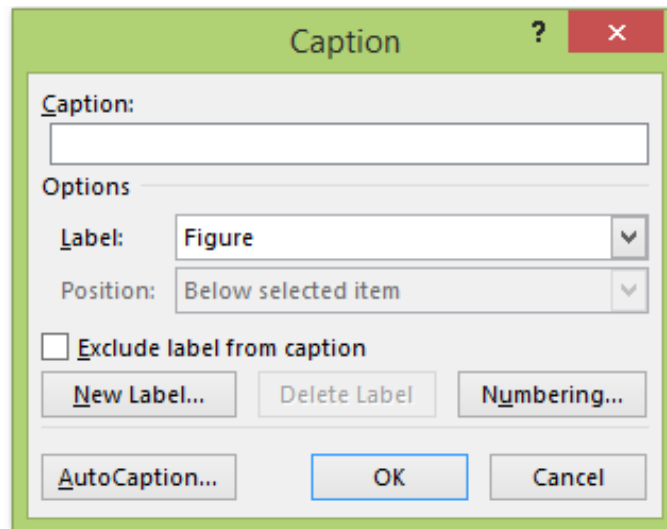 Caption
?
Caption:
Options
Label: Figure
Position: Below selected item
Exclude label from caption
New Label... Delete Label Numbering...
AutoCaption... OK Cancel